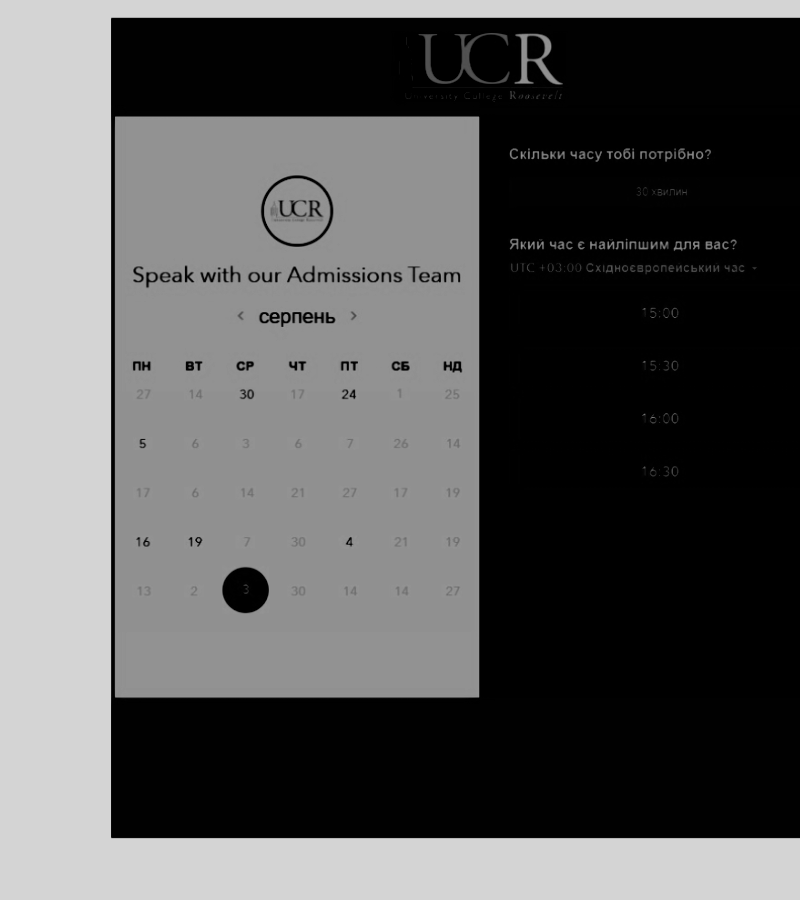 UCR
University College Roosevelt
UCR
Speak with our Admissions Team
< серпень >
ПН ВТ СР ЧТ ПТ СБ НД
27 14 30 17 24 1 25
5 6 3 6 7 26 14
17 6 14 21 27 17 19
16 19 7 30 4 21 19
13 2 3 30 14 14 27
Скільки часу тобі потрібно?
30 хвилин
Який час є найліпшим для вас?
UTC +03:00 Східноєвропейський час
15:00
15:30
16:00
16:30